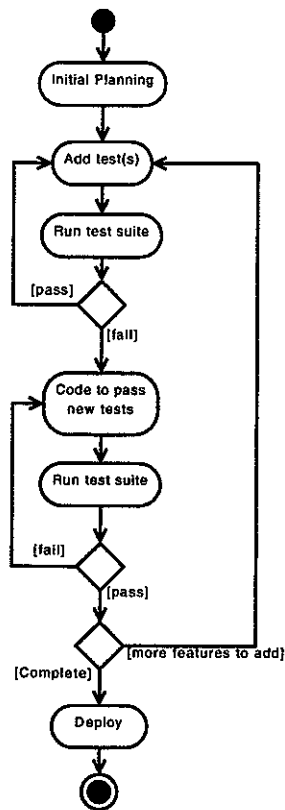 Initial Planning
Add test(s)
Run test suite
[pass]
[fail]
Code to pass
new tests
Run test suite
[fail]
[pass]
[more features to add]
[Complete]
Deploy